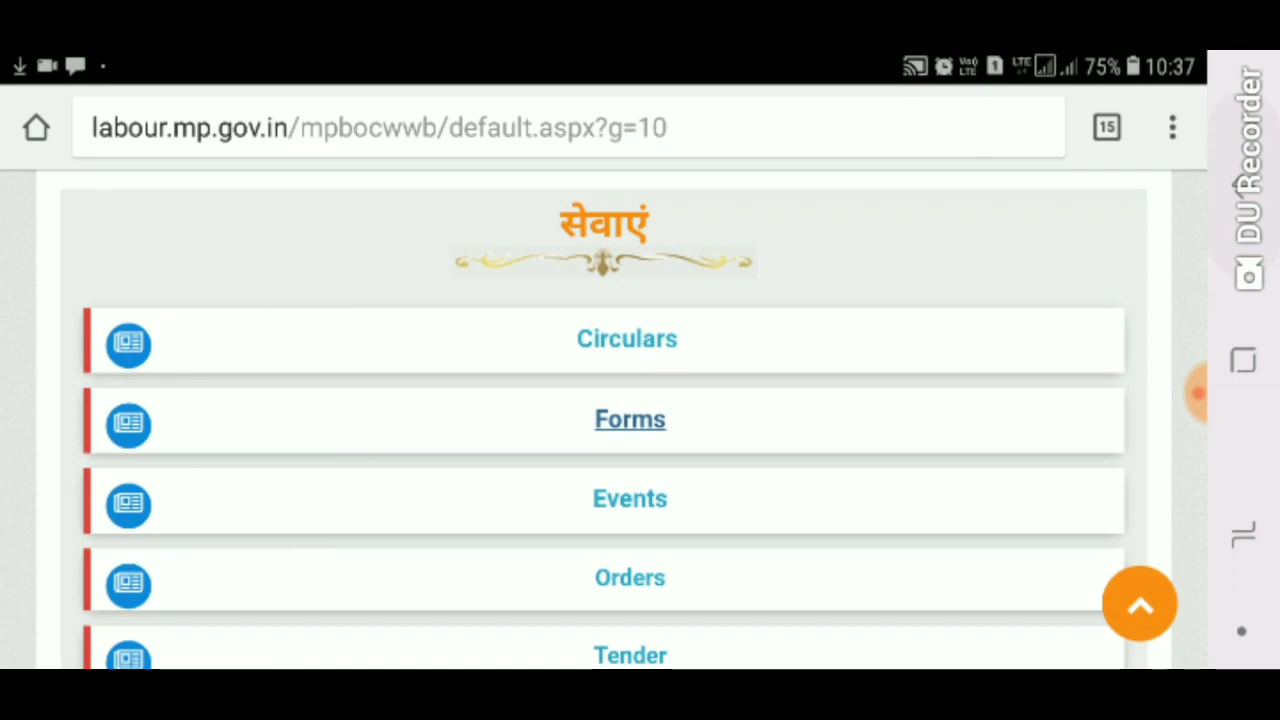 75% 10:37
labour.mp.gov.in/mpbocwwb/default.aspx?g=10
15
DU Recorder
सेवाएं
Circulars
Forms
Events
Orders
Tender